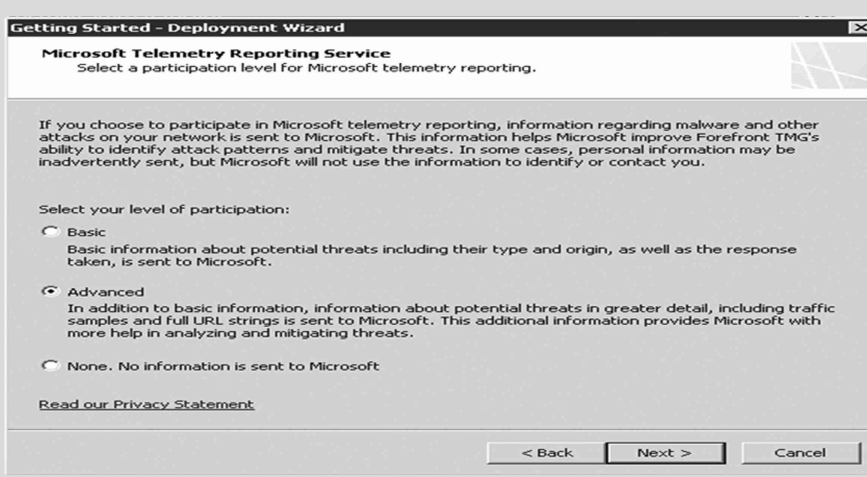 Getting Started - Deployment Wizard
Microsoft Telemetry Reporting Service
Select a participation level for Microsoft telemetry reporting.
If you choose to participate in Microsoft telemetry reporting, information regarding malware and other
attacks on your network is sent to Microsoft. This information helps Microsoft improve Forefront TMG's
ability to identify attack patterns and mitigate threats. In some cases, personal information may be
inadvertently sent, but Microsoft will not use the information to identify or contact you.
Select your level of participation:
Basic
Basic information about potential threats including their type and origin, as well as the response
taken, is sent to Microsoft.
Advanced
In addition to basic information, information about potential threats in greater detail, including traffic
samples and full URL strings is sent to Microsoft. This additional information provides Microsoft with
more help in analyzing and mitigating threats.
None. No information is sent to Microsoft
Read our Privacy Statement
< Back
Next >
Cancel